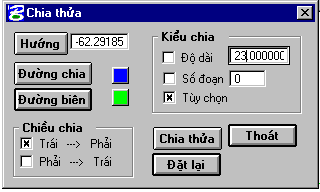 Chia thửa
Hướng
-62.29185
Đường chia
Đường biên
Chiều chia
Trái ---> Phải
Phải ---> Trái
Kiểu chia
Độ dài
23.000000
Số đoạn
0
Tùy chọn
Chia thửa
Thoát
Đặt lại